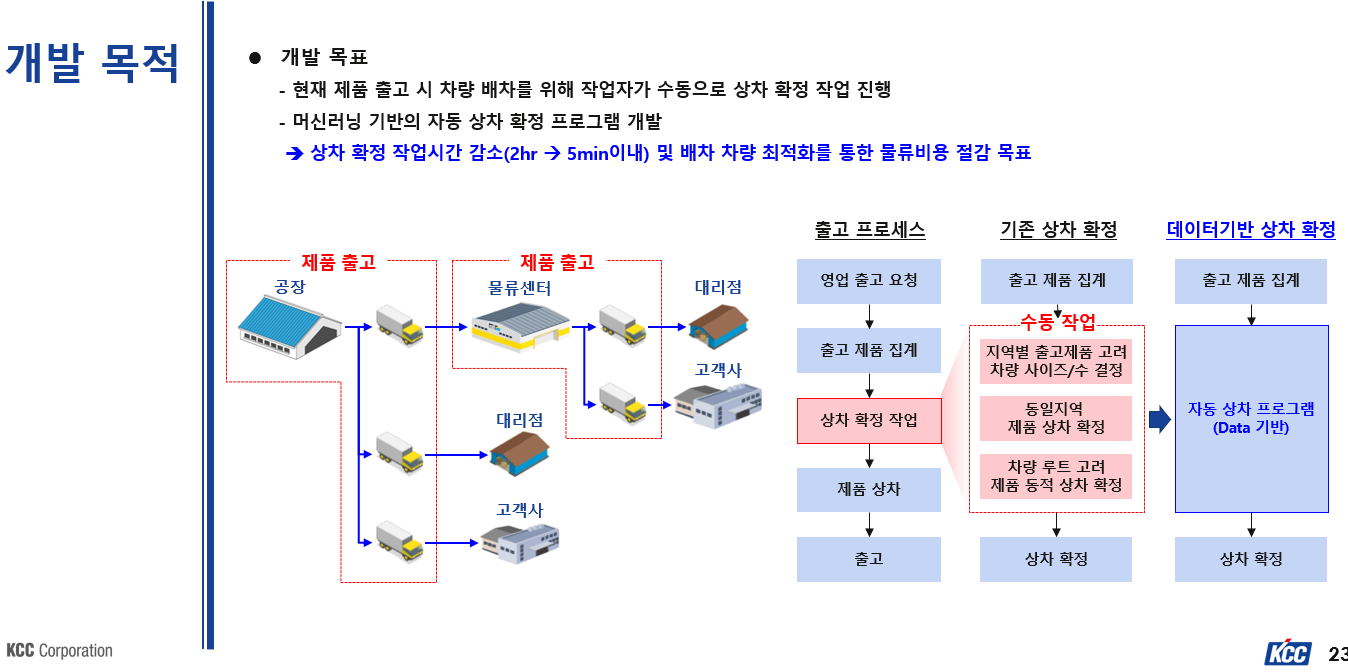 개발 목적
● 개발 목표
- 현재 제품 출고 시 차량 배차를 위해 작업자가 수동으로 상차 확정 작업 진행
- 머신러닝 기반의 자동 상차 확정 프로그램 개발
➔ 상차 확정 작업시간 감소(2hr → 5min이내) 및 배차 차량 최적화를 통한 물류비용 절감 목표
제품 출고
공장
제품 출고
물류센터
대리점
고객사
대리점
고객사
출고 프로세스
영업 출고 요청
출고 제품 집계
상차 확정 작업
제품 상차
출고
기존 상차 확정
출고 제품 집계
수동 작업
지역별 출고제품 고려
차량 사이즈/수 결정
동일지역
제품 상차 확정
차량 루트 고려
제품 동적 상차 확정
상차 확정
데이터기반 상차 확정
출고 제품 집계
자동 상차 프로그램
(Data 기반)
상차 확정
KCC Corporation
KCC
23